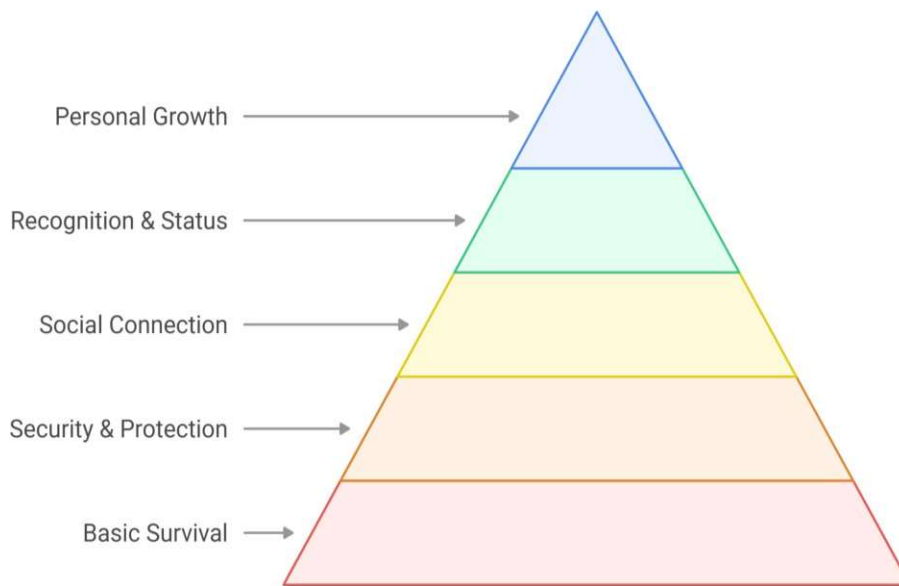 Personal Growth
Recognition & Status
Social Connection
Security & Protection
Basic Survival